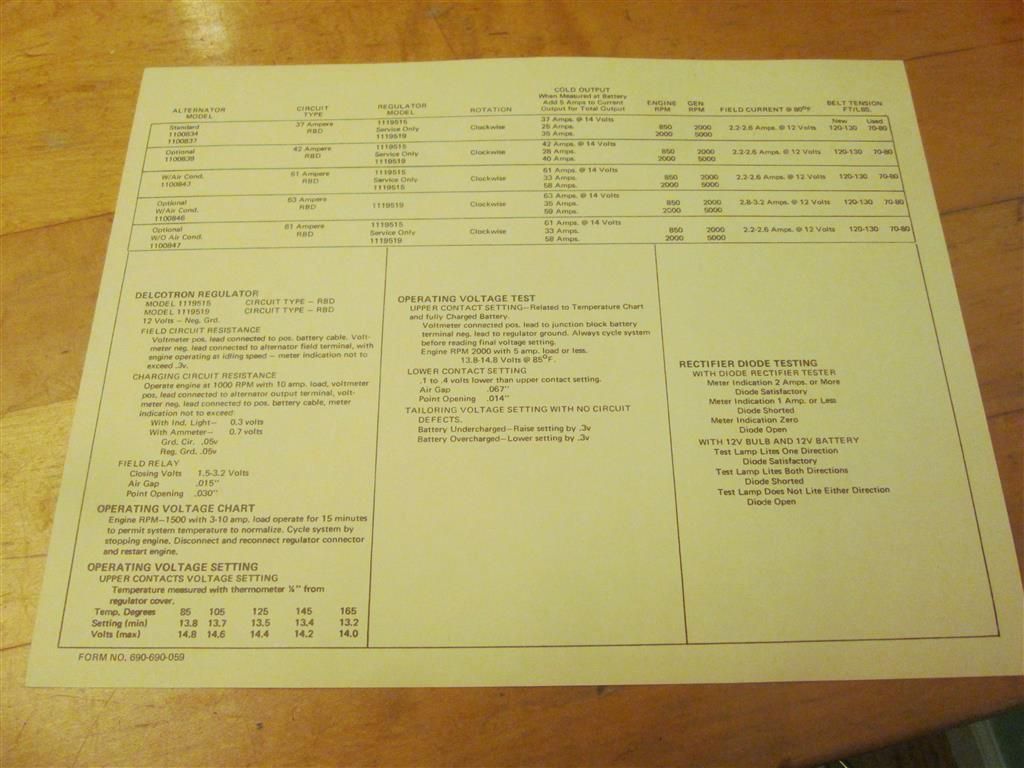 ALTERNATOR MODEL CIRCUIT TYPE REGULATOR MODEL ROTATION COLD OUTPUT When Measured at Battery Add 5 Amps to Current Output for Total Output ENGINE RPM GEN RPM FIELD CURRENT @ 80°F BELT TENSION FT/LBS. New Used
Standard 37 Ampere 1119515 37 Amps. @ 14 Volts
1100834 RBD Service Only Clockwise 25 Amps. 850 2000 2.2-2.6 Amps. @ 12 Volts 120-130 70-80
1100837 1119519 35 Amps. 2000 5000
Optional 42 Ampere 1119515 42 Amps. @ 14 Volts
1100839 RBD Service Only Clockwise 28 Amps. 850 2000 2.2-2.6 Amps. @ 12 Volts 120-130 70-80
1119519 40 Amps. 2000 5000
W/Air Cond. 61 Ampere 1119515 61 Amps. @ 14 Volts
1100843 RBD Service Only Clockwise 33 Amps. 850 2000 2.2-2.6 Amps. @ 12 Volts 120-130 70-80
1119519 58 Amps. 2000 5000
Optional 63 Ampere 63 Amps. @ 14 Volts
W/Air Cond. RBD 1119519 Clockwise 35 Amps. 850 2000 2.8-3.2 Amps. @ 12 Volts 120-130 70-80
1100846 59 Amps. 2000 5000
Optional 61 Ampere 1119515 61 Amps. @ 14 Volts
W/O Air Cond. RBD Service Only Clockwise 33 Amps. 850 2000 2.2-2.6 Amps. @ 12 Volts 120-130 70-80
1100847 1119519 58 Amps. 2000 5000
DELCOTRON REGULATOR
MODEL 1119515 CIRCUIT TYPE – RBD
MODEL 1119519 CIRCUIT TYPE – RBD
12 Volts – Neg. Grd.
FIELD CIRCUIT RESISTANCE
Voltmeter pos. lead connected to pos. battery cable. Volt-
meter neg. lead connected to alternator field terminal, with
engine operating at idling speed – meter indication not to
exceed .3v.
CHARGING CIRCUIT RESISTANCE
Operate engine at 1000 RPM with 10 amp. load, voltmeter
pos, lead connected to alternator output terminal, volt-
meter neg. lead connected to pos. battery cable, meter
indication not to exceed:
With Ind. Light– 0.3 volts
With Ammeter– 0.7 volts
Grd. Cir. .05v
Reg. Grd. .05v
FIELD RELAY
Closing Volts 1.5-3.2 Volts
Air Gap .015"
Point Opening .030"
OPERATING VOLTAGE CHART
Engine RPM–1500 with 3-10 amp. load operate for 15 minutes
to permit system temperature to normalize. Cycle system by
stopping engine. Disconnect and reconnect regulator connector
and restart engine.
OPERATING VOLTAGE SETTING
UPPER CONTACTS VOLTAGE SETTING
Temperature measured with thermometer ¼" from
regulator cover.
Temp. Degrees 85 105 125 145 165
Setting (min) 13.8 13.7 13.5 13.4 13.2
Volts (max) 14.8 14.6 14.4 14.2 14.0
OPERATING VOLTAGE TEST
UPPER CONTACT SETTING–Related to Temperature Chart
and fully Charged Battery.
Voltmeter connected pos. lead to junction block battery
terminal neg. lead to regulator ground. Always cycle system
before reading final voltage setting.
Engine RPM 2000 with 5 amp. load or less.
13.8-14.8 Volts @ 85°F.
LOWER CONTACT SETTING
.1 to .4 volts lower than upper contact setting.
Air Gap .067"
Point Opening .014"
TAILORING VOLTAGE SETTING WITH NO CIRCUIT
DEFECTS.
Battery Undercharged–Raise setting by .3v
Battery Overcharged–Lower setting by .3v
RECTIFIER DIODE TESTING
WITH DIODE RECTIFIER TESTER
Meter Indication 2 Amps. or More
Diode Satisfactory
Meter Indication 1 Amp. or Less
Diode Shorted
Meter Indication Zero
Diode Open
WITH 12V BULB AND 12V BATTERY
Test Lamp Lites One Direction
Diode Satisfactory
Test Lamp Lites Both Directions
Diode Shorted
Test Lamp Does Not Lite Either Direction
Diode Open
FORM NO. 690-690-059